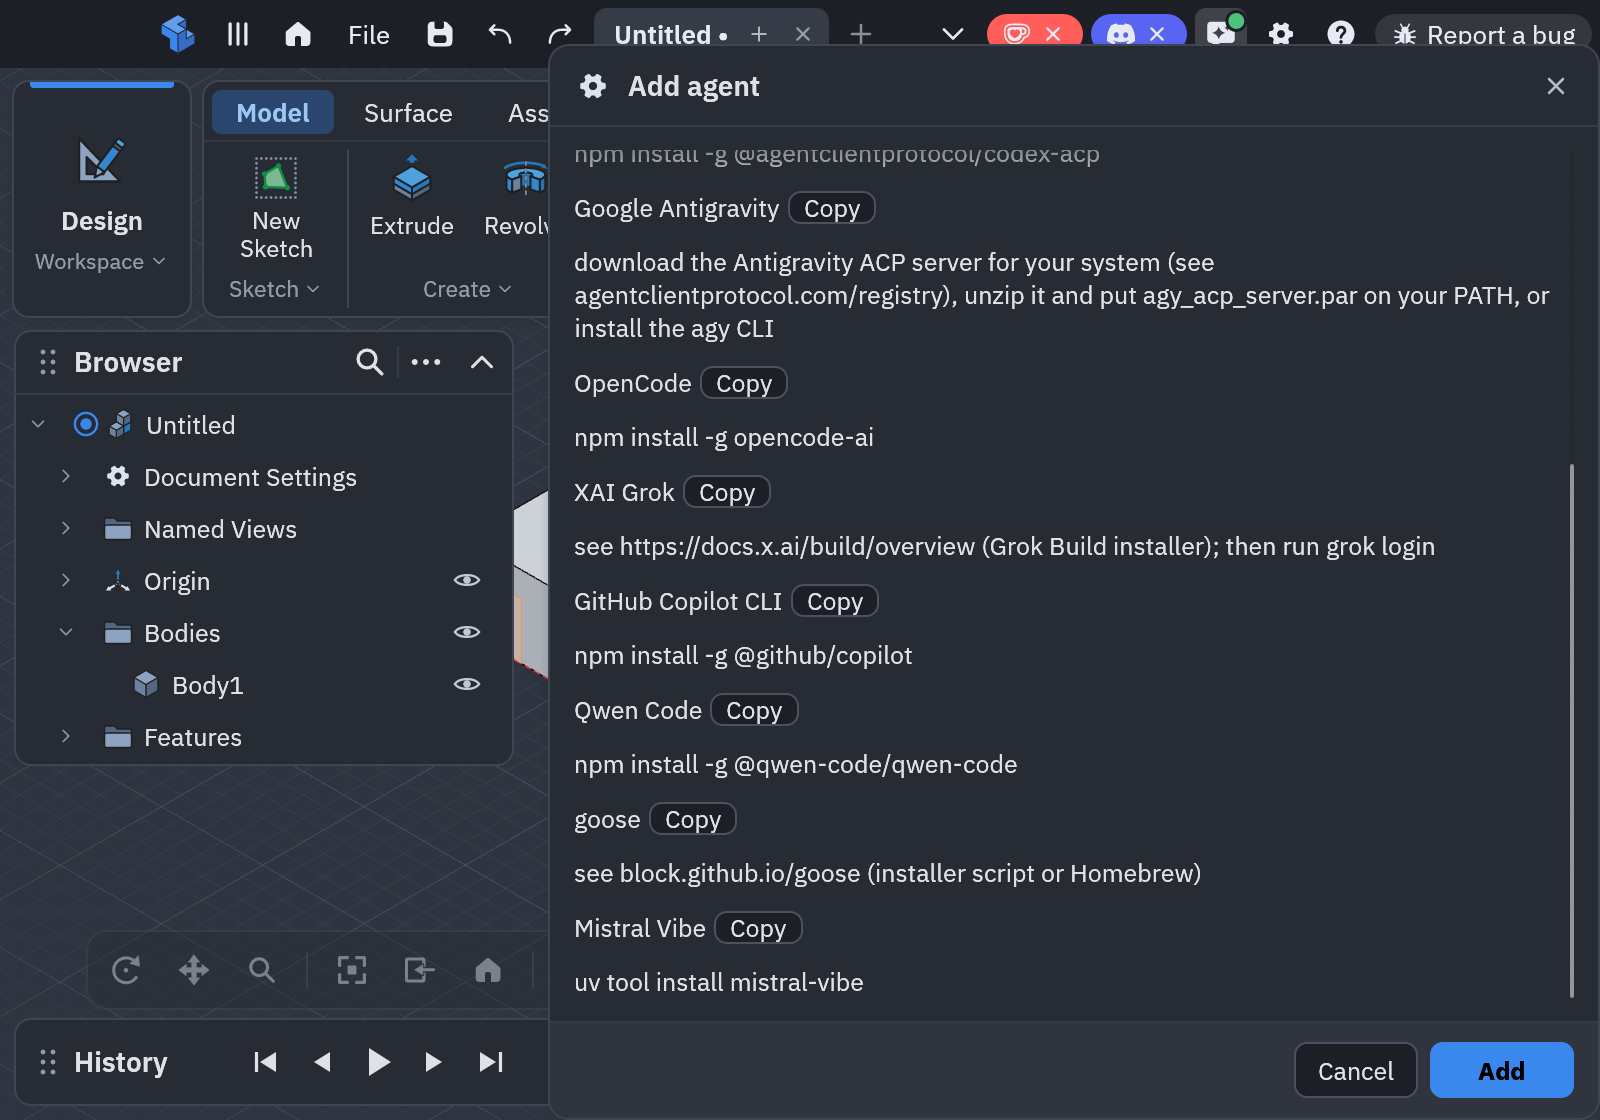 File
Untitled •
Report a bug
Design
Workspace
Model
Surface
Ass
New
Sketch
Extrude
Revolv
Sketch
Create
Browser
Untitled
Document Settings
Named Views
Origin
Bodies
Body1
Features
History
Add agent
npm install -g @agentclientprotocol/codex-acp
Google Antigravity Copy
download the Antigravity ACP server for your system (see
agentclientprotocol.com/registry), unzip it and put agy_acp_server.par on your PATH, or
install the agy CLI
OpenCode Copy
npm install -g opencode-ai
XAI Grok Copy
see https://docs.x.ai/build/overview (Grok Build installer); then run grok login
GitHub Copilot CLI Copy
npm install -g @github/copilot
Qwen Code Copy
npm install -g @qwen-code/qwen-code
goose Copy
see block.github.io/goose (installer script or Homebrew)
Mistral Vibe Copy
uv tool install mistral-vibe
Cancel
Add